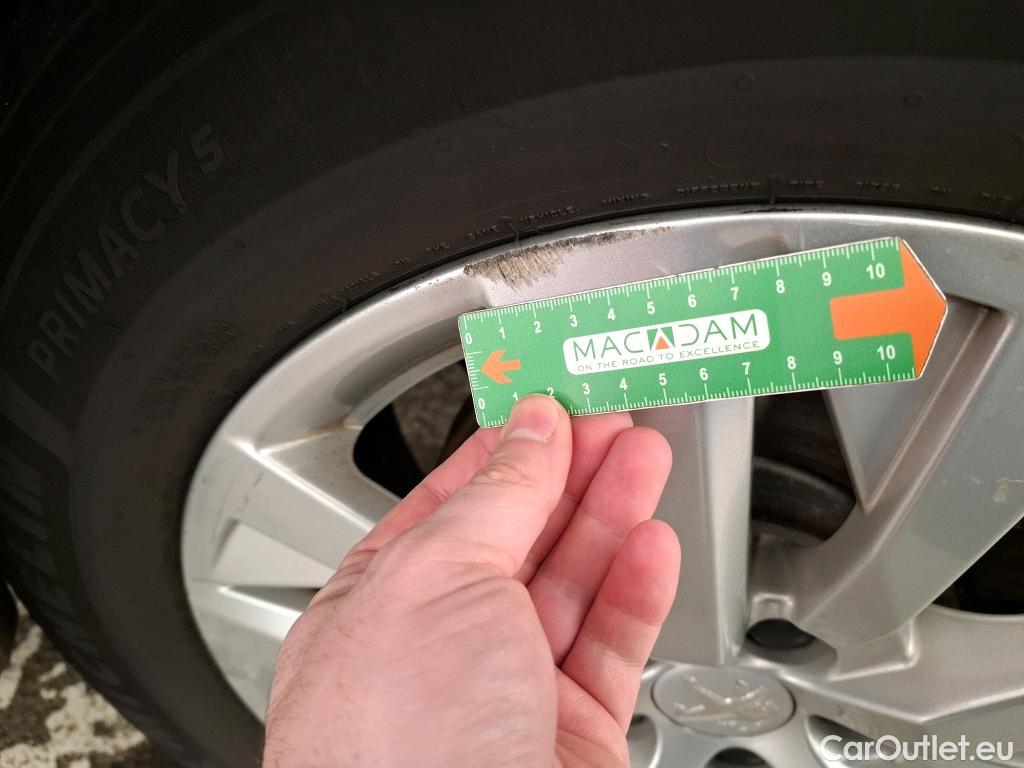 PRIMACY 5
MICHELIN
0 1 2 3 4 5 6 7 8 9 10
MACADAM
ON THE ROAD TO EXCELLENCE
0 1 2 3 4 5 6 7 8 9 10
CarOutlet.eu